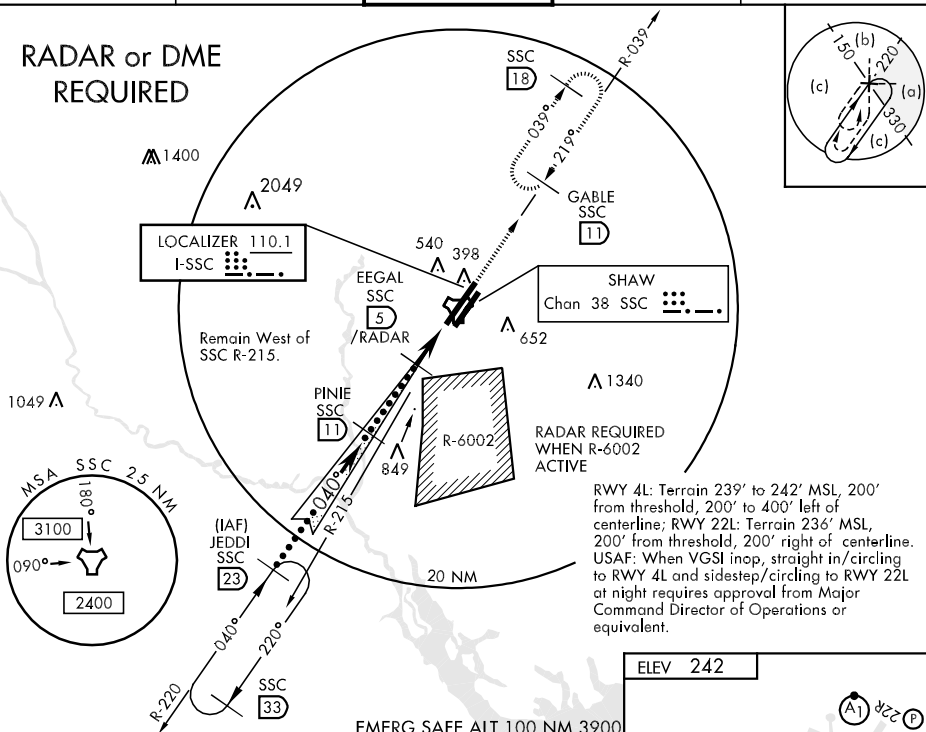 RADAR or DME
REQUIRED
1400
2049
LOCALIZER 110.1
I-SSC
540
398
EEGAL
SSC
5
/RADAR
SSC
18
R-039
039°
219°
GABLE
SSC
11
SHAW
Chan 38 SSC
(b)
150
220
(c)
(a)
330
(c)
Remain West of
SSC R-215.
652
1340
1049
PINIE
SSC
11
R-6002
849
RADAR REQUIRED
WHEN R-6002
ACTIVE
040°
R-215
MSA SSC 25 NM
180°
3100
090°
2400
(IAF)
JEDDI
SSC
23
20 NM
RWY 4L: Terrain 239' to 242' MSL, 200'
from threshold, 200' to 400' left of
centerline; RWY 22L: Terrain 236' MSL,
200' from threshold, 200' right of centerline.
USAF: When VGSI inop, straight in/circling
to RWY 4L and sidestep/circling to RWY 22L
at night requires approval from Major
Command Director of Operations or
equivalent.
040°
220°
R-220
SSC
33
EMERG SAFE ALT 100 NM 3900
ELEV 242
A1
22R
P